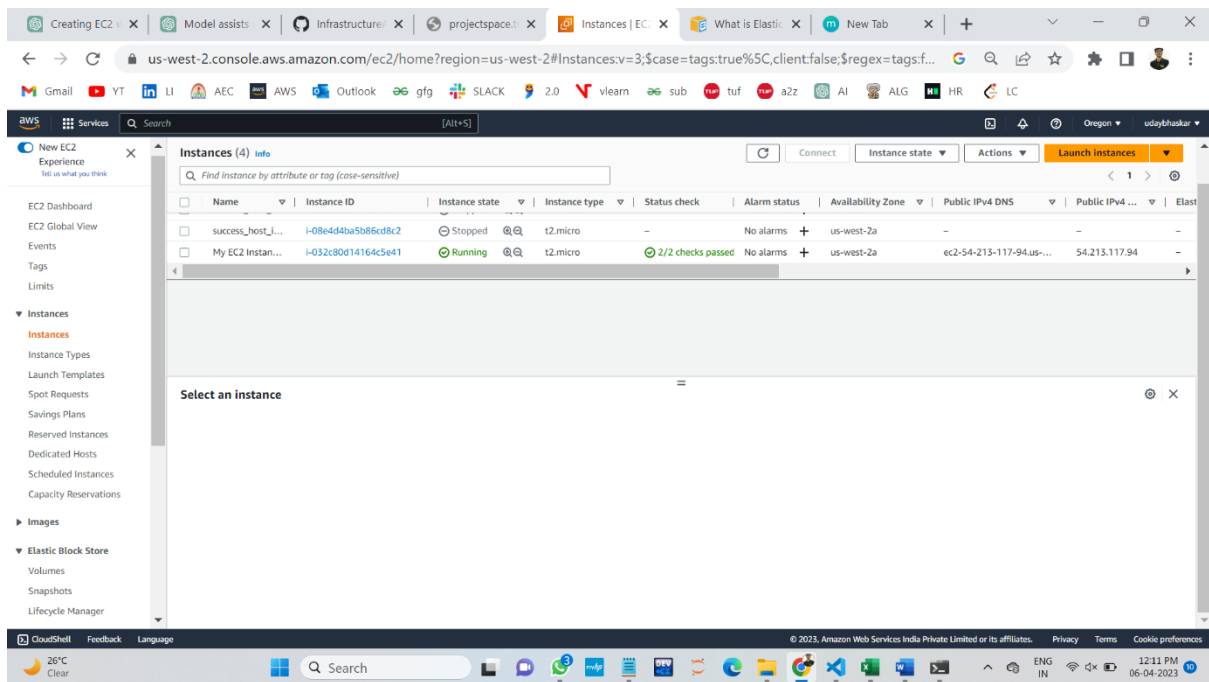 Creating EC2 v
Model assists
Infrastructure
projectspace.t
Instances | EC
What is Elastic
New Tab
us-west-2.console.aws.amazon.com/ec2/home?region=us-west-2#Instances:v=3;$case=tags:true%5C,client:false;$regex=tags:f...
Gmail YT LI AEC AWS Outlook gfg SLACK 2.0 vlearn sub tuf a2z AI ALG HR LC
aws Services Search [Alt+S] Oregon udaybhaskar
New EC2
Experience
Tell us what you think
EC2 Dashboard
EC2 Global View
Events
Tags
Limits
Instances
Instances
Instance Types
Launch Templates
Spot Requests
Savings Plans
Reserved Instances
Dedicated Hosts
Scheduled Instances
Capacity Reservations
Images
Elastic Block Store
Volumes
Snapshots
Lifecycle Manager
Instances (4) Info
Connect Instance state Actions Launch instances
Find instance by attribute or tag (case-sensitive)
1
Name Instance ID Instance state Instance type Status check Alarm status Availability Zone Public IPv4 DNS Public IPv4 ... Elast
success_host_i... i-08e4d4ba5b86cd8c2 Stopped t2.micro – No alarms + us-west-2a – – –
My EC2 Instan... i-032c80d14164c5e41 Running t2.micro 2/2 checks passed No alarms + us-west-2a ec2-54-213-117-94.us-... 54.213.117.94 –
Select an instance
CloudShell Feedback Language © 2023, Amazon Web Services India Private Limited or its affiliates. Privacy Terms Cookie preferences
26°C
Clear
Search
3
DEV
ENG
IN
12:11 PM
06-04-2023
10